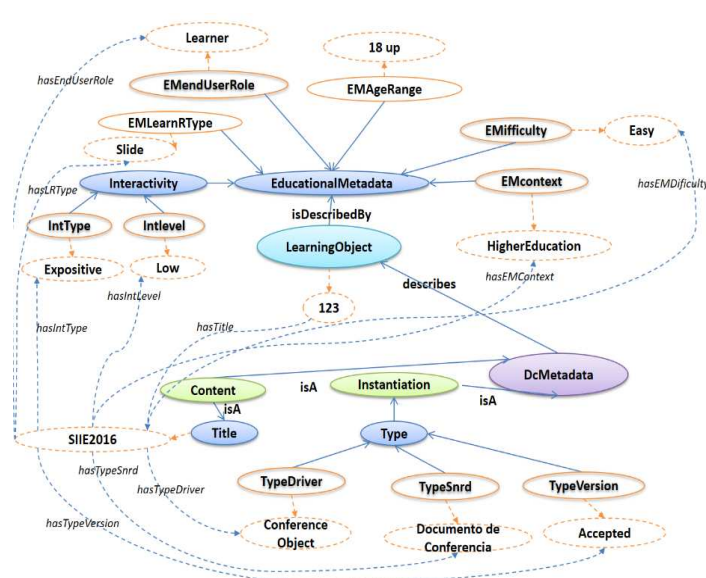 Learner
18 up
hasEndUserRole
EMendUserRole
EMAgeRange
EMLearnRType
EMifficulty
Easy
Slide
hasLRType
Interactivity
EducationalMetadata
EMcontext
hasEMDificulty
isDescribedBy
IntType
Intlevel
LearningObject
HigherEducation
Expositive
Low
hasEMContext
describes
hasIntLevel
123
hasIntType
hasTitle
DcMetadata
Content
isA
Instantiation
isA
isA
SIIE2016
Title
Type
hasTypeSnrd
TypeDriver
TypeSnrd
TypeVersion
hasTypeDriver
hasTypeVersion
Conference
Object
Documento de
Conferencia
Accepted